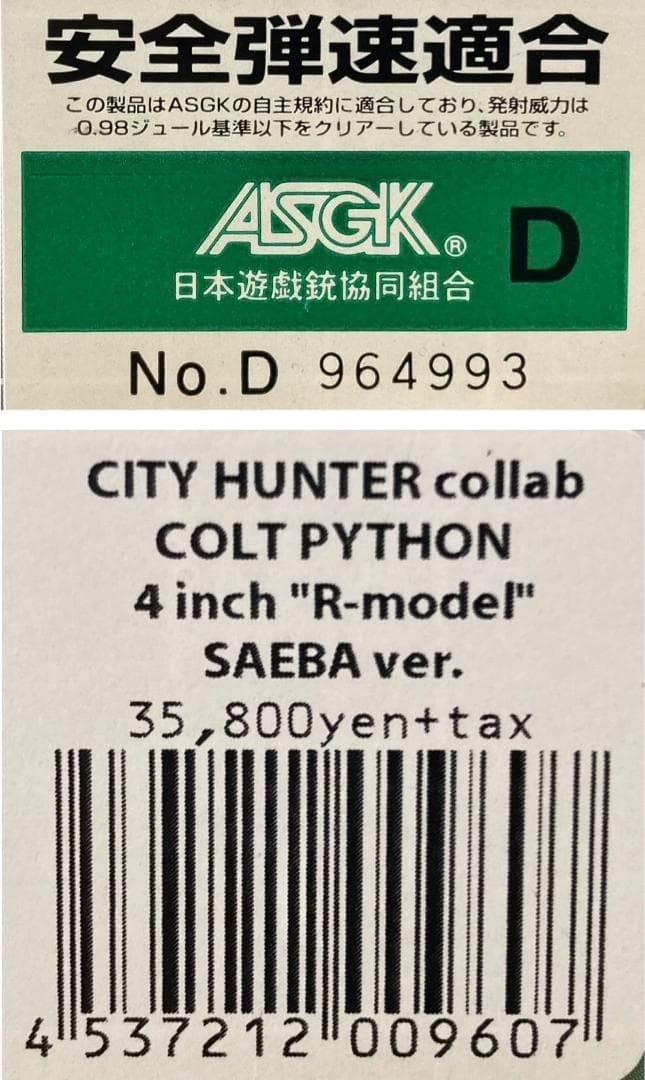 安全弾速適合
この製品はASGKの自主規約に適合しており、発射威力は
0.98ジュール基準以下をクリアーしている製品です。
ASGK® D
日本遊戯銃協同組合
No.D 964993
CITY HUNTER collab
COLT PYTHON
4 inch "R-model"
SAEBA ver.
35,800yen+tax
4 537212 009607